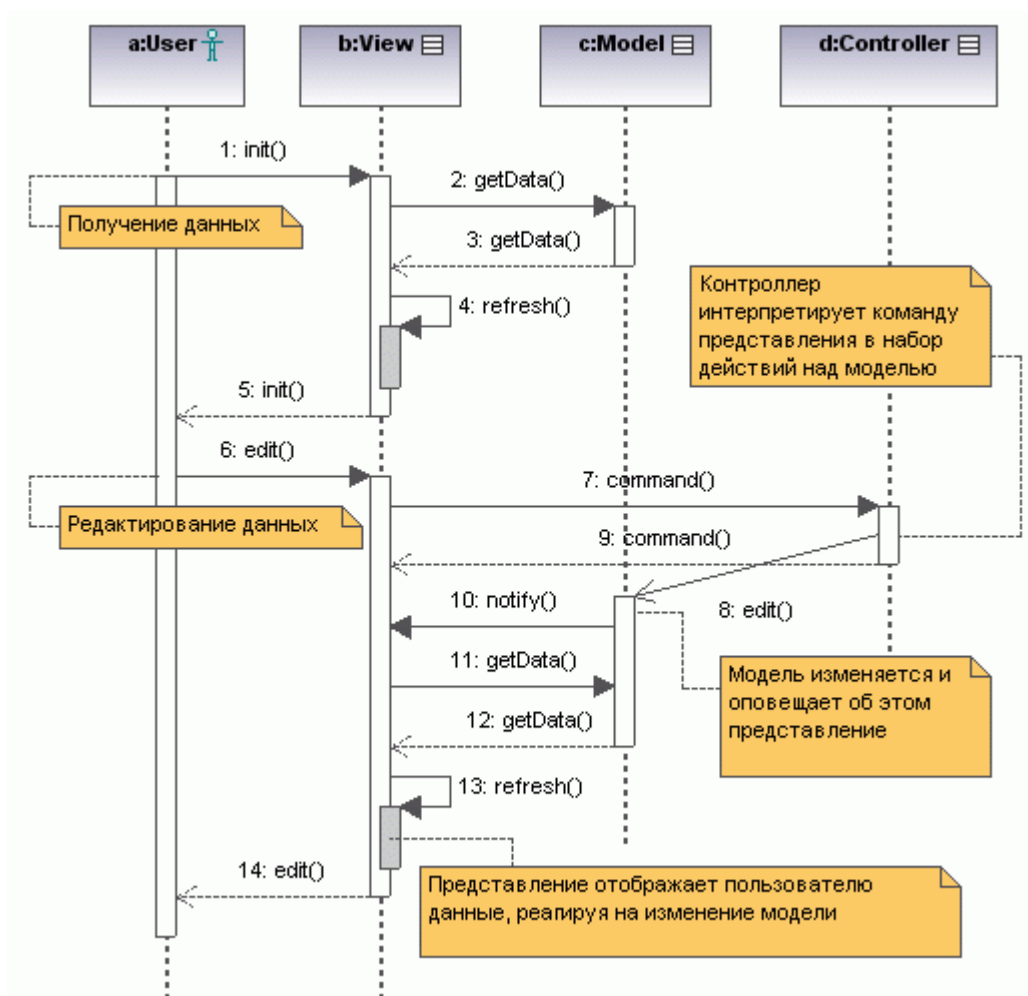 a:User
b:View
c:Model
d:Controller
1: init()
2: getData()
Получение данных
3: getData()
Контроллер
интерпретирует команду
представления в набор
действий над моделью
4: refresh()
5: init()
6: edit()
7: command()
Редактирование данных
9: command()
10: notify()
8: edit()
11: getData()
Модель изменяется и
оповещает об этом
представление
12: getData()
13: refresh()
14: edit()
Представление отображает пользователю
данные, реагируя на изменение модели